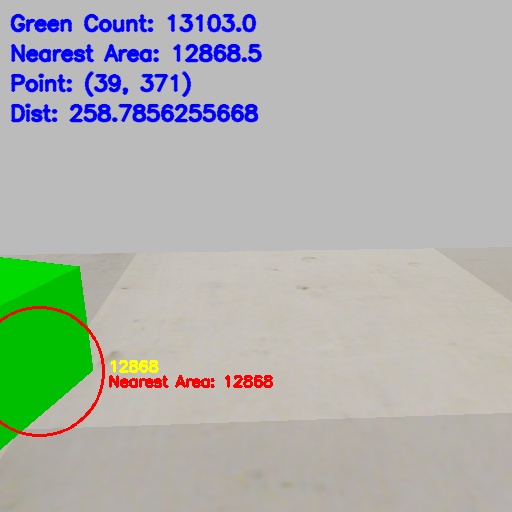 Green Count: 13103.0
Nearest Area: 12868.5
Point: (39, 371)
Dist: 258.7856255668
12868
Nearest Area: 12868